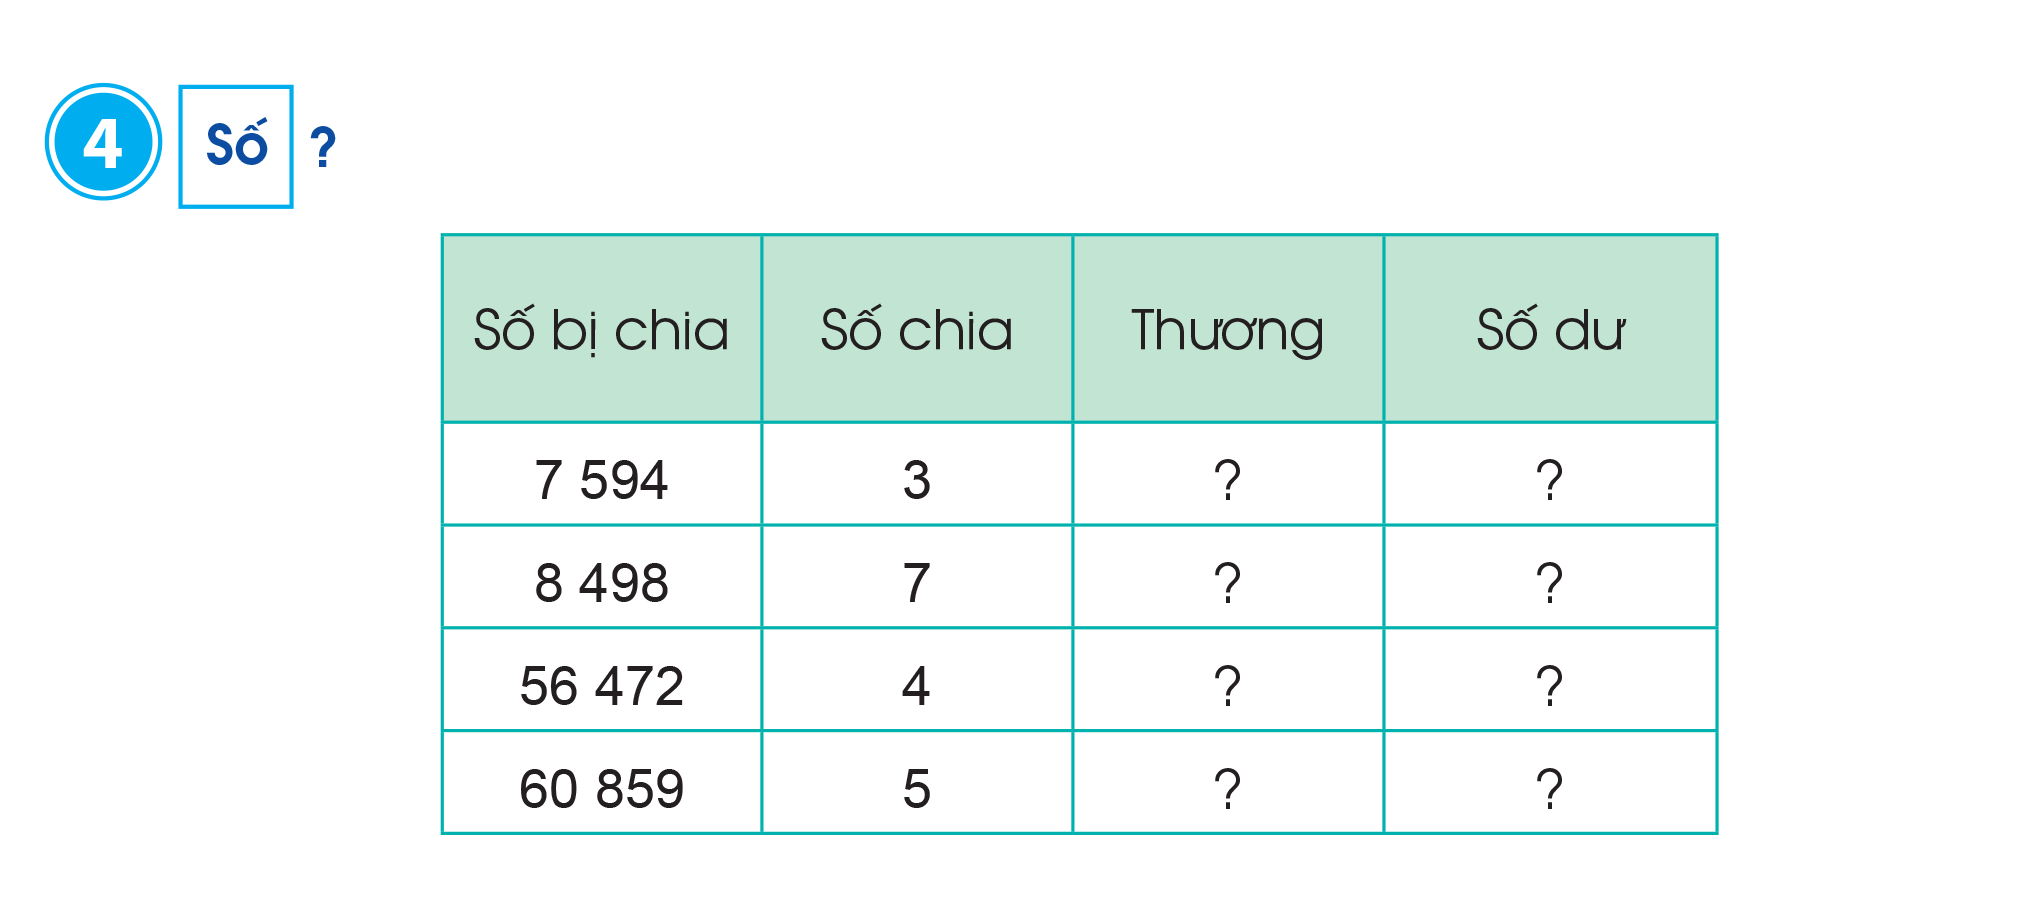 4 Số ?
Số bị chia Số chia Thương Số dư
7 594 3 ? ?
8 498 7 ? ?
56 472 4 ? ?
60 859 5 ? ?